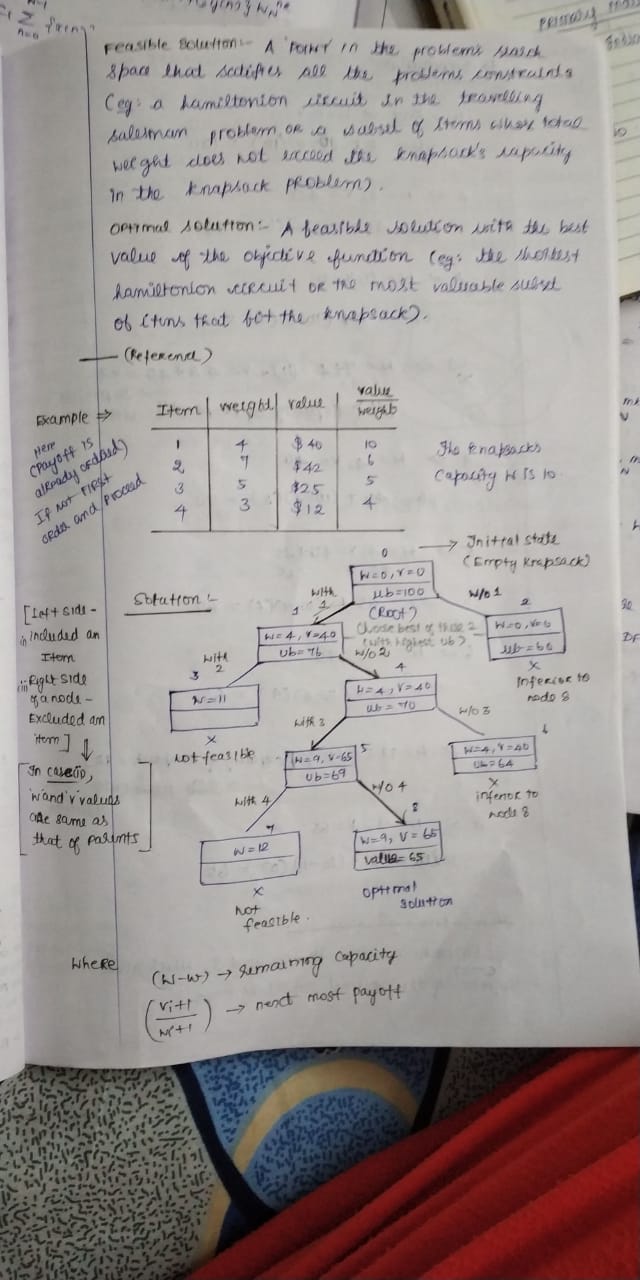 Feasible Solution:- A Point in the problems search
space that satisfies all the problems constraints
(eg: a hamiltonion circuit in the travelling
salesman problem or a subset of items whose total
weight does not exceed the knapsack's capacity
in the knapsack problem).
Optimal Solution:- A feasible solution with the best
value of the objective function (eg: the shortest
hamiltonion circuit or the most valuable subset
of items that bit the knapsack).
(Reference)
Example ⇒
Item weight value value/weight
1 4 $40 10
2 7 $42 6
3 5 $25 5
4 3 $12 4
Here
(Payoff is
already ordered)
If not first
order and Proceed
The knapsacks
Capacity W is 10
Solution:-
0
→ Initial state
(Empty Knapsack)
w=0, v=0
ub=100
(Root)
with 1
w/o 1
1
w=4, v=40
ub=76
Choose best of these 2
(with highest ub).
2
w=0, v=0
ub=60
X
Inferior to
node 8
with 2
w/o 2
3
w=11
X
not feasible
4
w=4, v=40
ub=70
with 3
w/o 3
5
w=9, v=65
ub=69
6
w=4, v=40
ub=64
X
inferior to
node 8
with 4
w/o 4
7
w=12
X
not
feasible.
8
w=9, v=65
value=65
optimal
solution
[Left side -
included an
Item
Right side
of a node -
Excluded an
item]
↓
In case (ii),
'w' and 'v' values
are same as
that of parents
Where
(W-w) → remaining capacity
(vi+1/wi+1) → next most payoff